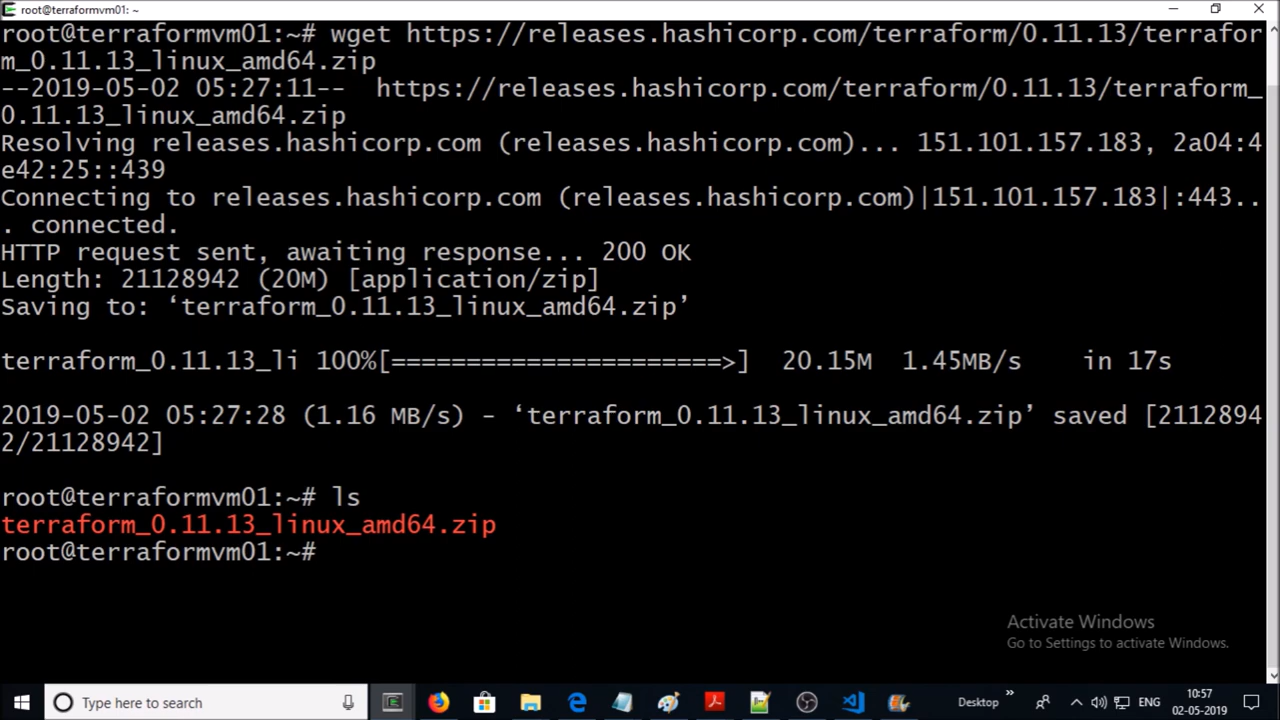 root@terraformvm01: ~
root@terraformvm01:~# wget https://releases.hashicorp.com/terraform/0.11.13/terrafor
m_0.11.13_linux_amd64.zip
--2019-05-02 05:27:11--  https://releases.hashicorp.com/terraform/0.11.13/terraform_
0.11.13_linux_amd64.zip
Resolving releases.hashicorp.com (releases.hashicorp.com)... 151.101.157.183, 2a04:4
e42:25::439
Connecting to releases.hashicorp.com (releases.hashicorp.com)|151.101.157.183|:443..
. connected.
HTTP request sent, awaiting response... 200 OK
Length: 21128942 (20M) [application/zip]
Saving to: ‘terraform_0.11.13_linux_amd64.zip’
terraform_0.11.13_li 100%[======================>]  20.15M  1.45MB/s    in 17s
2019-05-02 05:27:28 (1.16 MB/s) - ‘terraform_0.11.13_linux_amd64.zip’ saved [2112894
2/21128942]
root@terraformvm01:~# ls
terraform_0.11.13_linux_amd64.zip
root@terraformvm01:~#
Activate Windows
Go to Settings to activate Windows.
Type here to search
Desktop
ENG
10:57
02-05-2019